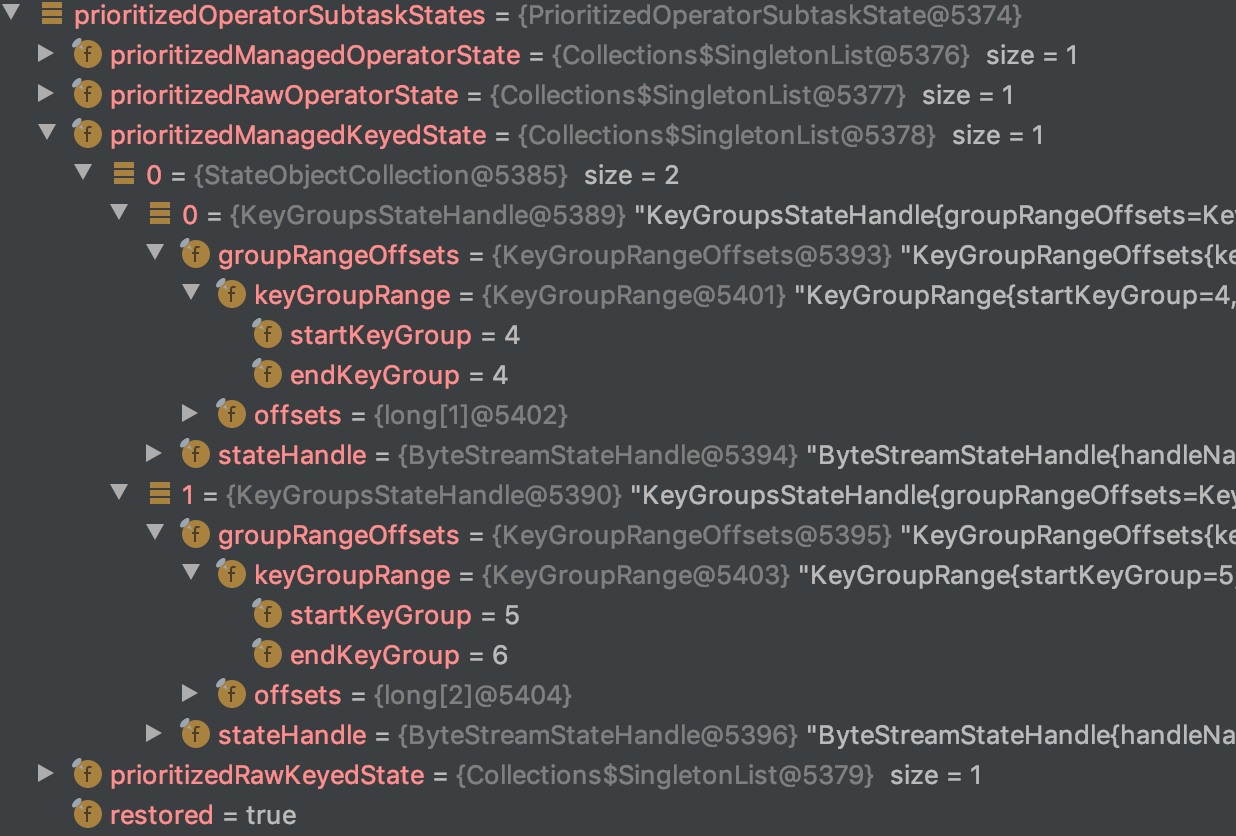 prioritizedOperatorSubtaskStates = {PrioritizedOperatorSubtaskState@5374}
f prioritizedManagedOperatorState = {Collections$SingletonList@5376} size = 1
f prioritizedRawOperatorState = {Collections$SingletonList@5377} size = 1
f prioritizedManagedKeyedState = {Collections$SingletonList@5378} size = 1
0 = {StateObjectCollection@5385} size = 2
0 = {KeyGroupsStateHandle@5389} "KeyGroupsStateHandle{groupRangeOffsets=Key
f groupRangeOffsets = {KeyGroupRangeOffsets@5393} "KeyGroupRangeOffsets{ke
f keyGroupRange = {KeyGroupRange@5401} "KeyGroupRange{startKeyGroup=4,
f startKeyGroup = 4
f endKeyGroup = 4
f offsets = {long[1]@5402}
f stateHandle = {ByteStreamStateHandle@5394} "ByteStreamStateHandle{handleNa
1 = {KeyGroupsStateHandle@5390} "KeyGroupsStateHandle{groupRangeOffsets=Key
f groupRangeOffsets = {KeyGroupRangeOffsets@5395} "KeyGroupRangeOffsets{ke
f keyGroupRange = {KeyGroupRange@5403} "KeyGroupRange{startKeyGroup=5,
f startKeyGroup = 5
f endKeyGroup = 6
f offsets = {long[2]@5404}
f stateHandle = {ByteStreamStateHandle@5396} "ByteStreamStateHandle{handleNa
f prioritizedRawKeyedState = {Collections$SingletonList@5379} size = 1
f restored = true